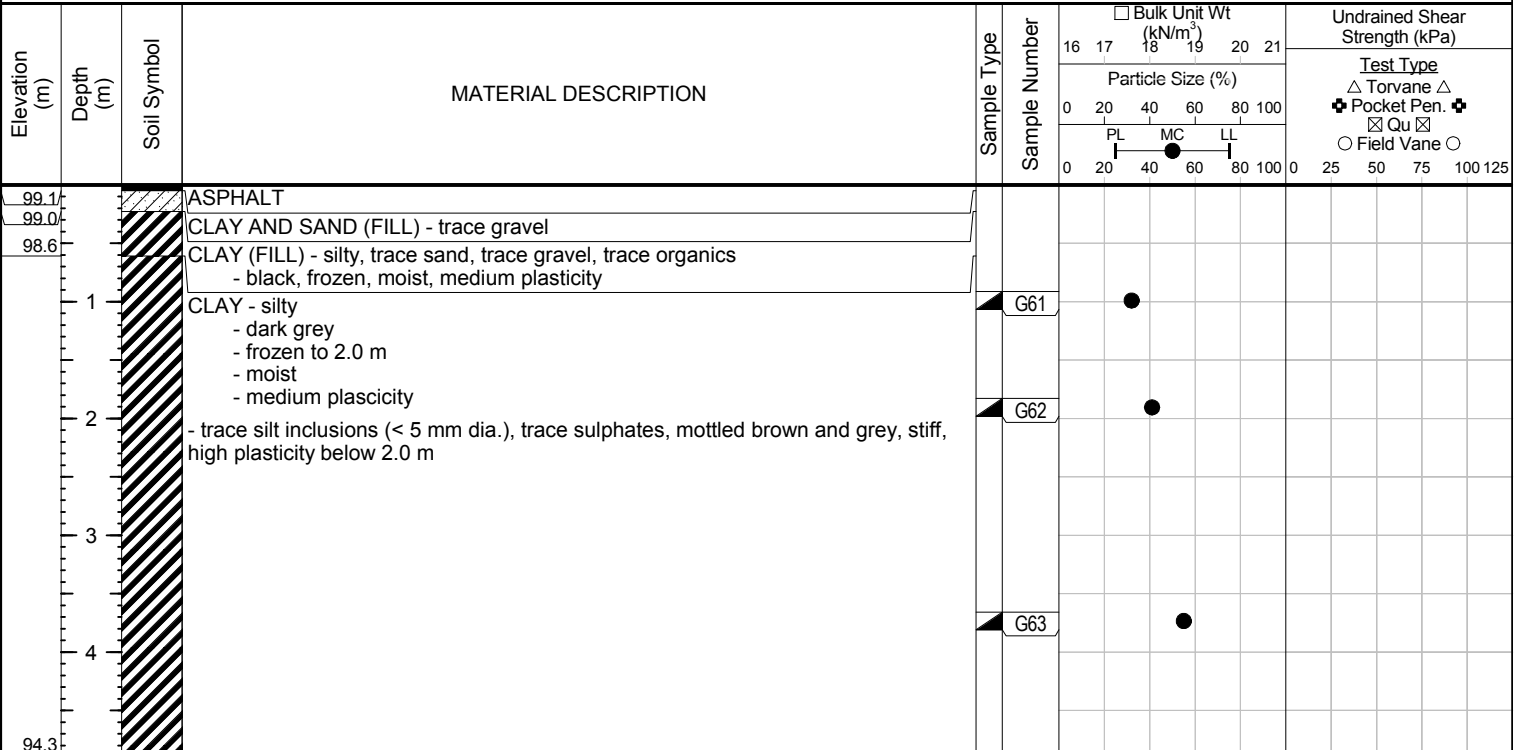 Elevation
(m)
Depth
(m)
Soil Symbol
MATERIAL DESCRIPTION
Sample Type
Sample Number
Bulk Unit Wt
(kN/m³)
16 17 18 19 20 21
Particle Size (%)
0 20 40 60 80 100
PL MC LL
0 20 40 60 80 100
Undrained Shear
Strength (kPa)
Test Type
△ Torvane △
Pocket Pen.
☒ Qu ☒
○ Field Vane ○
0 25 50 75 100 125
99.1
ASPHALT
99.0
CLAY AND SAND (FILL) - trace gravel
98.6
CLAY (FILL) - silty, trace sand, trace gravel, trace organics
- black, frozen, moist, medium plasticity
1
CLAY - silty
G61
- dark grey
- frozen to 2.0 m
- moist
- medium plascicity
G62
2
- trace silt inclusions (< 5 mm dia.), trace sulphates, mottled brown and grey, stiff,
high plasticity below 2.0 m
3
G63
4
94.3